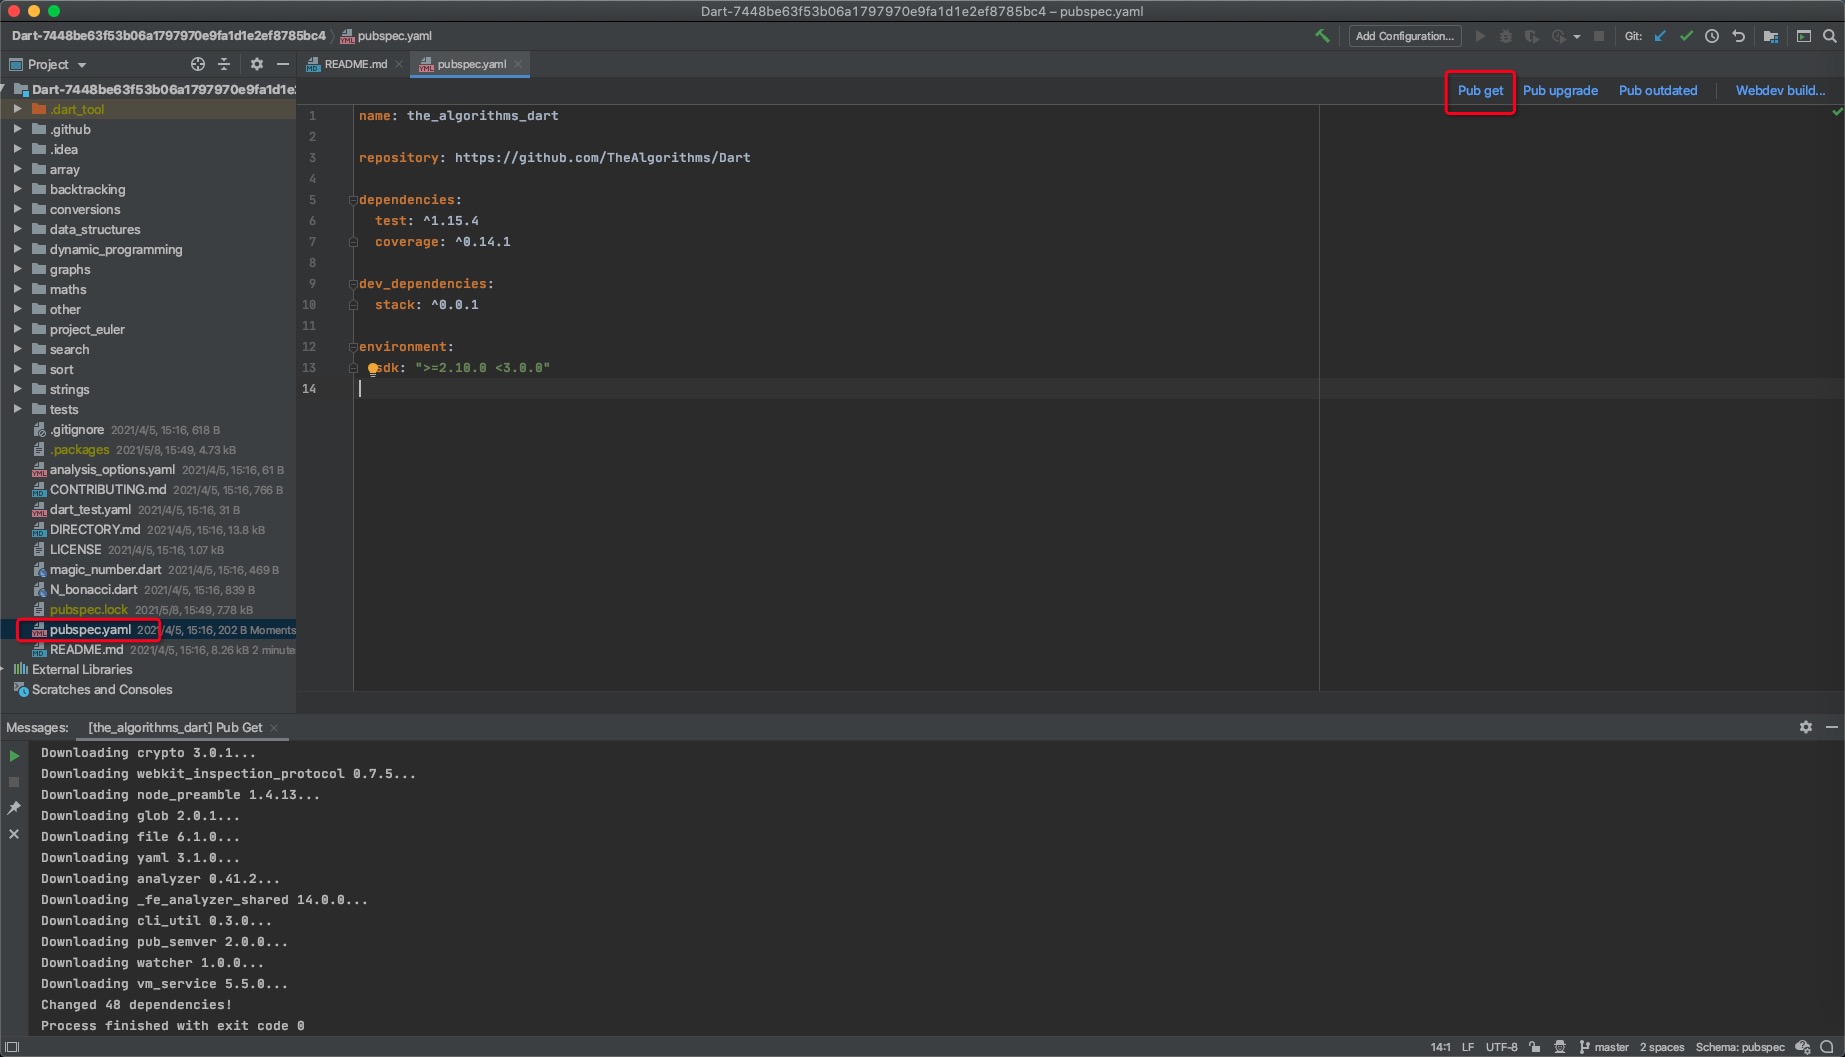 Dart-7448be63f53b06a1797970e9fa1d1e2ef8785bc4 – pubspec.yaml
Dart-7448be63f53b06a1797970e9fa1d1e2ef8785bc4
pubspec.yaml
Add Configuration...
Git:
Project
README.md
pubspec.yaml
Pub get
Pub upgrade
Pub outdated
Webdev build...
Dart-7448be63f53b06a1797970e9fa1d1e
.dart_tool
.github
.idea
array
backtracking
conversions
data_structures
dynamic_programming
graphs
maths
other
project_euler
search
sort
strings
tests
.gitignore 2021/4/5, 15:16, 618 B
.packages 2021/5/8, 15:49, 4.73 kB
analysis_options.yaml 2021/4/5, 15:16, 61 B
CONTRIBUTING.md 2021/4/5, 15:16, 766 B
dart_test.yaml 2021/4/5, 15:16, 31 B
DIRECTORY.md 2021/4/5, 15:16, 13.8 kB
LICENSE 2021/4/5, 15:16, 1.07 kB
magic_number.dart 2021/4/5, 15:16, 469 B
N_bonacci.dart 2021/4/5, 15:16, 839 B
pubspec.lock 2021/5/8, 15:49, 7.78 kB
pubspec.yaml 2021/4/5, 15:16, 202 B Moments
README.md 2021/4/5, 15:16, 8.26 kB 2 minute
External Libraries
Scratches and Consoles
1 name: the_algorithms_dart
2
3 repository: https://github.com/TheAlgorithms/Dart
4
5 dependencies:
6 test: ^1.15.4
7 coverage: ^0.14.1
8
9 dev_dependencies:
10 stack: ^0.0.1
11
12 environment:
13 sdk: ">=2.10.0 <3.0.0"
14
Messages:
[the_algorithms_dart] Pub Get
Downloading crypto 3.0.1...
Downloading webkit_inspection_protocol 0.7.5...
Downloading node_preamble 1.4.13...
Downloading glob 2.0.1...
Downloading file 6.1.0...
Downloading yaml 3.1.0...
Downloading analyzer 0.41.2...
Downloading _fe_analyzer_shared 14.0.0...
Downloading cli_util 0.3.0...
Downloading pub_semver 2.0.0...
Downloading watcher 1.0.0...
Downloading vm_service 5.5.0...
Changed 48 dependencies!
Process finished with exit code 0
14:1 LF UTF-8 master 2 spaces Schema: pubspec